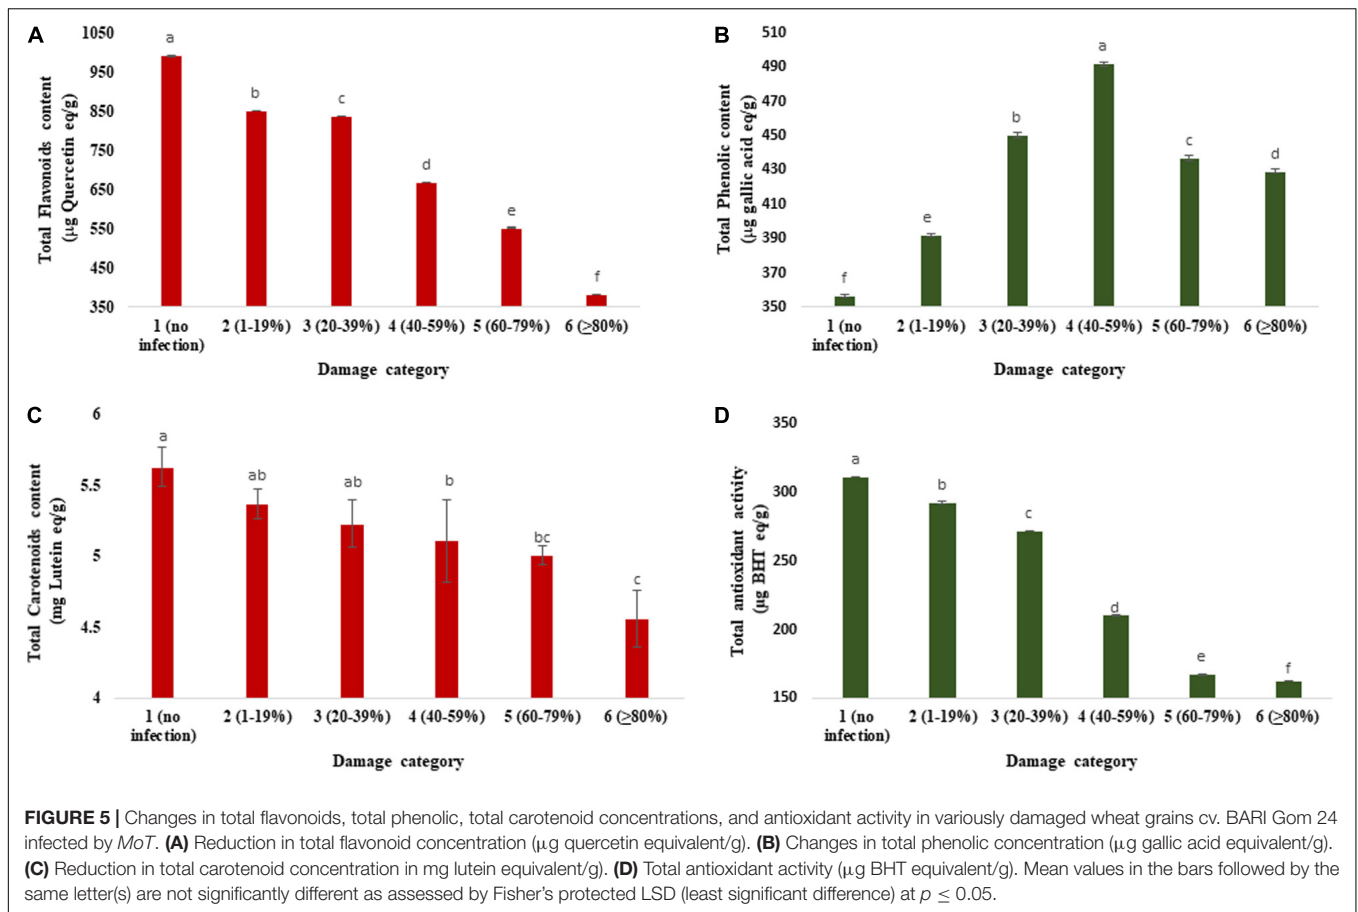 A
Total Flavonoids content
(µg Quercetin eq/g)
1050
950
850
750
650
550
450
350
a
b
c
d
e
f
1 (no infection)
2 (1-19%)
3 (20-39%)
4 (40-59%)
5 (60-79%)
6 (≥80%)
Damage category
B
Total Phenolic content
(µg gallic acid eq/g)
510
490
470
450
430
410
390
370
350
f
e
b
a
c
d
1 (no infection)
2 (1-19%)
3 (20-39%)
4 (40-59%)
5 (60-79%)
6 (≥80%)
Damage category
C
Total Carotenoids content
(mg Lutein eq/g)
6
5.5
5
4.5
4
a
ab
ab
b
bc
c
1 (no infection)
2 (1-19%)
3 (20-39%)
4 (40-59%)
5 (60-79%)
6 (≥80%)
Damage category
D
Total antioxidant activity
(µg BHT eq/g)
350
300
250
200
150
a
b
c
d
e
f
1 (no infection)
2 (1-19%)
3 (20-39%)
4 (40-59%)
5 (60-79%)
6 (≥80%)
Damage category
FIGURE 5 | Changes in total flavonoids, total phenolic, total carotenoid concentrations, and antioxidant activity in variously damaged wheat grains cv. BARI Gom 24
infected by MoT. (A) Reduction in total flavonoid concentration (µg quercetin equivalent/g). (B) Changes in total phenolic concentration (µg gallic acid equivalent/g).
(C) Reduction in total carotenoid concentration in mg lutein equivalent/g). (D) Total antioxidant activity (µg BHT equivalent/g). Mean values in the bars followed by the
same letter(s) are not significantly different as assessed by Fisher's protected LSD (least significant difference) at p ≤ 0.05.